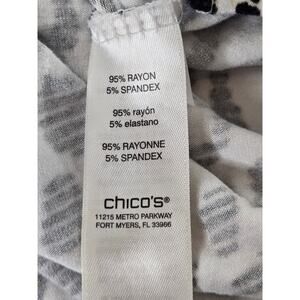 95% RAYON
5% SPANDEX
95% rayón
5% elastano
95% RAYONNE
5% SPANDEX
chico's®
11215 METRO PARKWAY
FORT MYERS, FL 33966